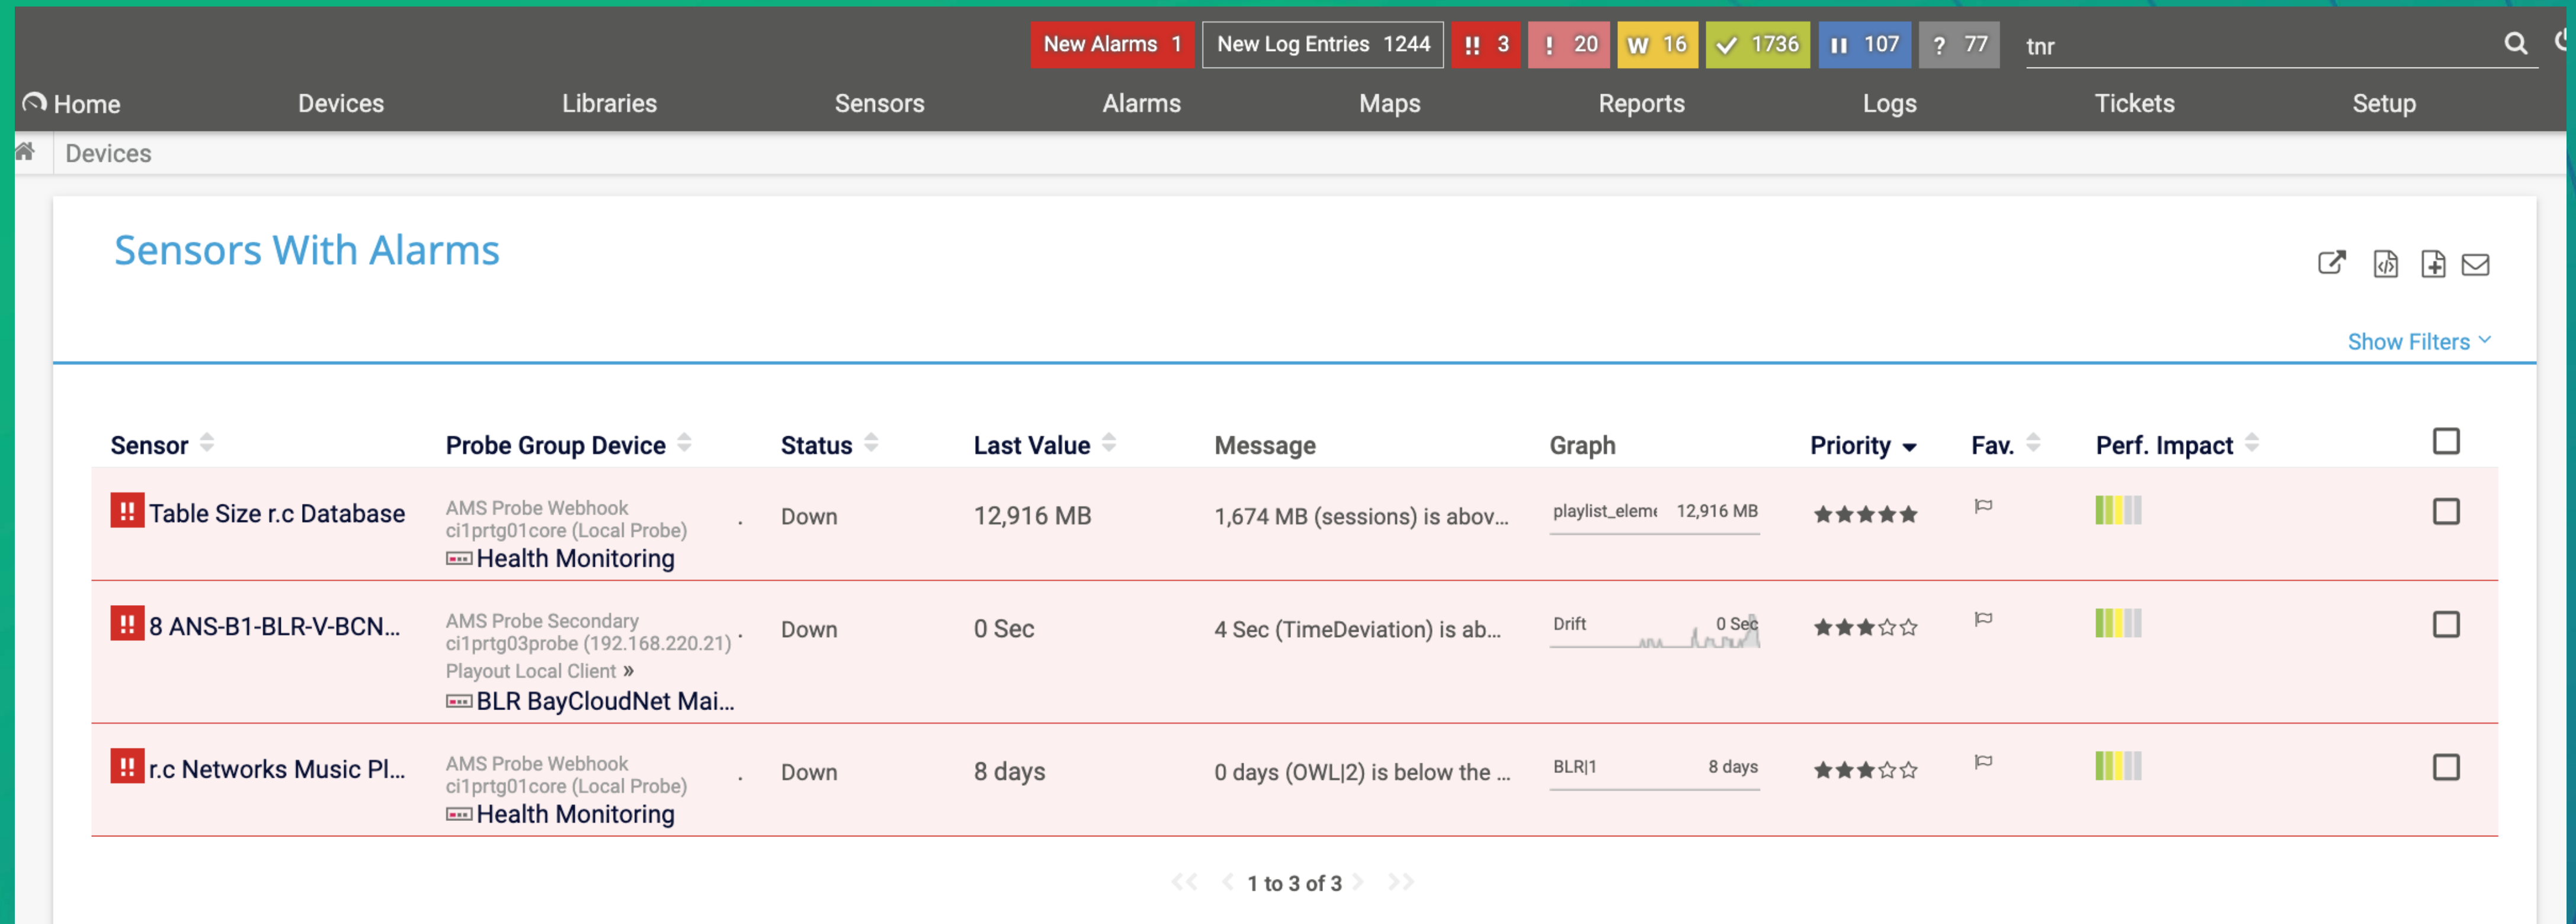 New Alarms 1 New Log Entries 1244 !! 3 ! 20 W 16 1736 107 ? 77 tnr
Home Devices Libraries Sensors Alarms Maps Reports Logs Tickets Setup
Devices
Sensors With Alarms
Show Filters
Sensor Probe Group Device Status Last Value Message Graph Priority Fav. Perf. Impact
!! Table Size r.c Database
AMS Probe Webhook
ci1prtg01core (Local Probe) .
Health Monitoring
Down
12,916 MB
1,674 MB (sessions) is abov...
playlist_eleme 12,916 MB
!! 8 ANS-B1-BLR-V-BCN...
AMS Probe Secondary
ci1prtg03probe (192.168.220.21) .
Playout Local Client »
BLR BayCloudNet Mai...
Down
0 Sec
4 Sec (TimeDeviation) is ab...
Drift 0 Sec
!! r.c Networks Music Pl...
AMS Probe Webhook
ci1prtg01core (Local Probe) .
Health Monitoring
Down
8 days
0 days (OWL|2) is below the ...
BLR|1 8 days
<< < 1 to 3 of 3 > >>